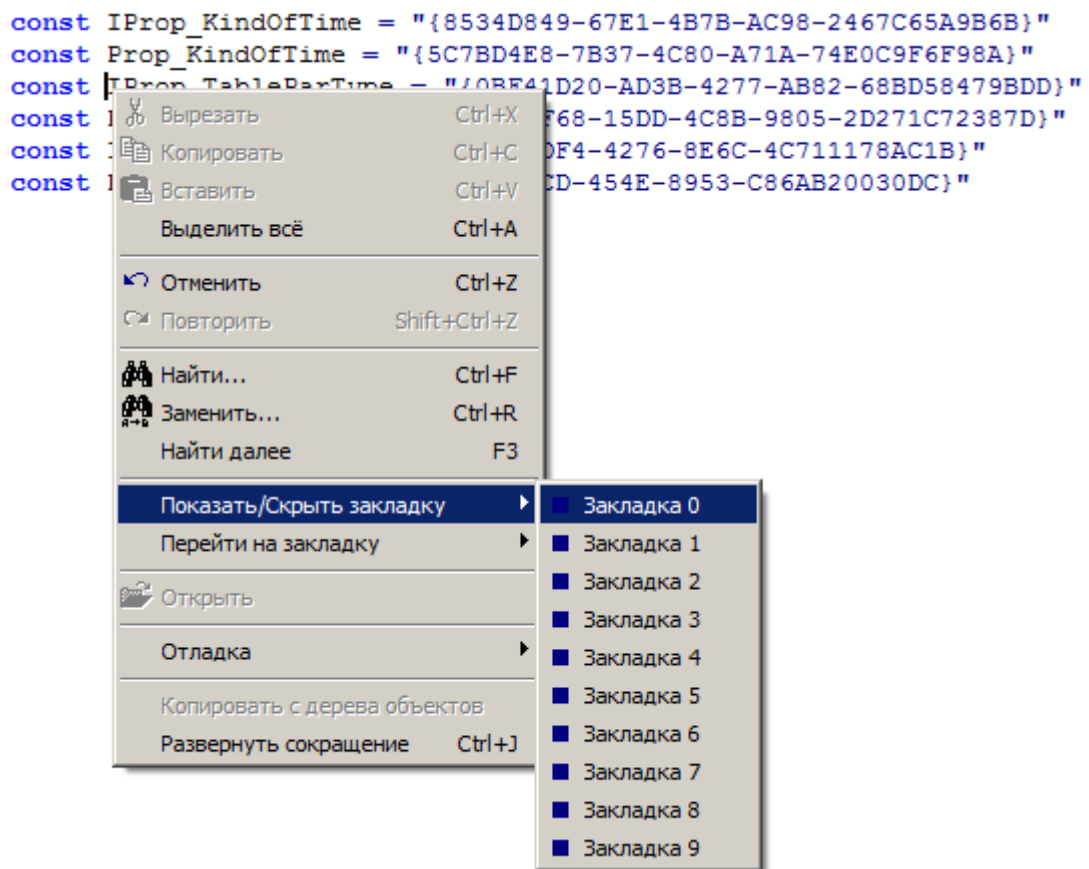 const IProp_KindOfTime = "{8534D849-67E1-4B7B-AC98-2467C65A9B6B}"
const Prop_KindOfTime = "{5C7BD4E8-7B37-4C80-A71A-74E0C9F6F98A}"
const IProp_TableParType = "{0BF41D20-AD3B-4277-AB82-68BD58479BDD}"
const F68-15DD-4C8B-9805-2D271C72387D}"
const DF4-4276-8E6C-4C711178AC1B}"
const CD-454E-8953-C86AB20030DC}"
Вырезать Ctrl+X
Копировать Ctrl+C
Вставить Ctrl+V
Выделить всё Ctrl+A
Отменить Ctrl+Z
Повторить Shift+Ctrl+Z
Найти... Ctrl+F
Заменить... Ctrl+R
Найти далее F3
Показать/Скрыть закладку
Перейти на закладку
Открыть
Отладка
Копировать с дерева объектов
Развернуть сокращение Ctrl+J
Закладка 0
Закладка 1
Закладка 2
Закладка 3
Закладка 4
Закладка 5
Закладка 6
Закладка 7
Закладка 8
Закладка 9